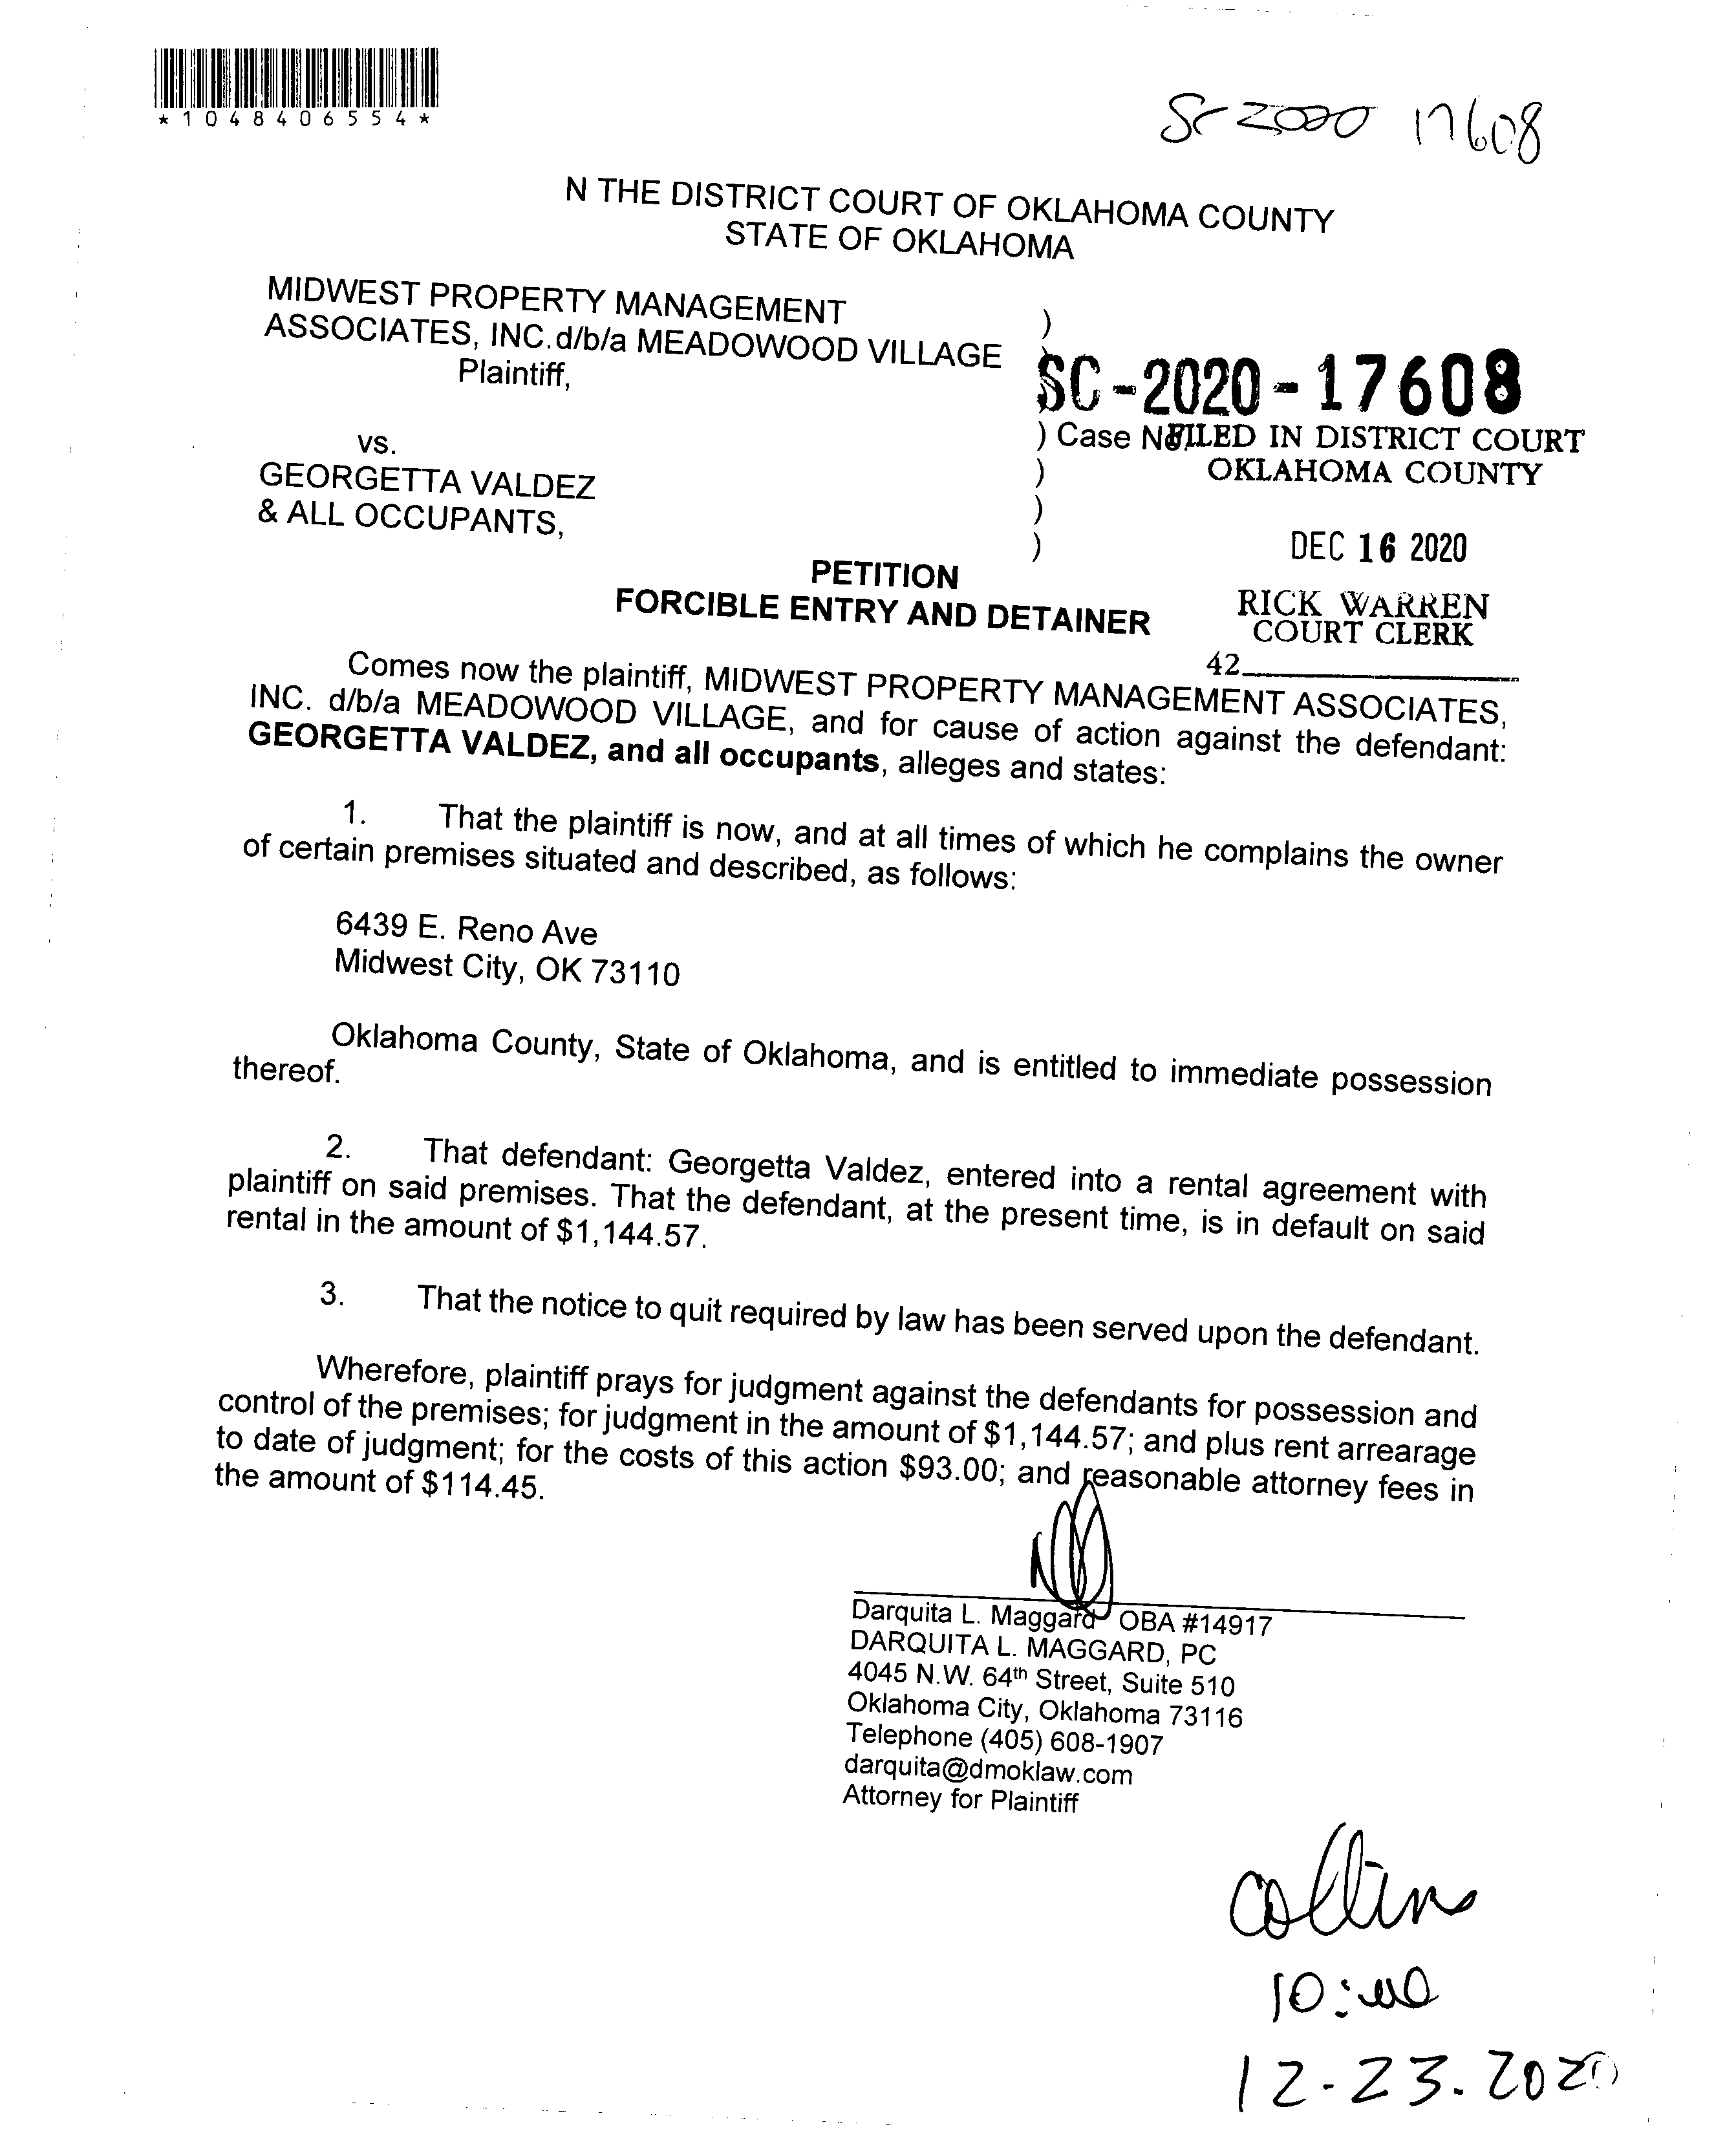 *1048406554*
SC 2020 17608
N THE DISTRICT COURT OF OKLAHOMA COUNTY
STATE OF OKLAHOMA
MIDWEST PROPERTY MANAGEMENT )
ASSOCIATES, INC.d/b/a MEADOWOOD VILLAGE )
Plaintiff,
SC-2020-17608
) Case No. FILED IN DISTRICT COURT
vs.
) OKLAHOMA COUNTY
GEORGETTA VALDEZ )
& ALL OCCUPANTS, )
DEC 16 2020
PETITION
FORCIBLE ENTRY AND DETAINER
RICK WARREN
COURT CLERK
42
Comes now the plaintiff, MIDWEST PROPERTY MANAGEMENT ASSOCIATES,
INC. d/b/a MEADOWOOD VILLAGE, and for cause of action against the defendant:
GEORGETTA VALDEZ, and all occupants, alleges and states:
1. That the plaintiff is now, and at all times of which he complains the owner
of certain premises situated and described, as follows:
6439 E. Reno Ave
Midwest City, OK 73110
Oklahoma County, State of Oklahoma, and is entitled to immediate possession
thereof.
2. That defendant: Georgetta Valdez, entered into a rental agreement with
plaintiff on said premises. That the defendant, at the present time, is in default on said
rental in the amount of $1,144.57.
3. That the notice to quit required by law has been served upon the defendant.
Wherefore, plaintiff prays for judgment against the defendants for possession and
control of the premises; for judgment in the amount of $1,144.57; and plus rent arrearage
to date of judgment; for the costs of this action $93.00; and reasonable attorney fees in
the amount of $114.45.
Darquita L. Maggard OBA #14917
DARQUITA L. MAGGARD, PC
4045 N.W. 64th Street, Suite 510
Oklahoma City, Oklahoma 73116
Telephone (405) 608-1907
darquita@dmoklaw.com
Attorney for Plaintiff
Collins
10:00
12-23.2020